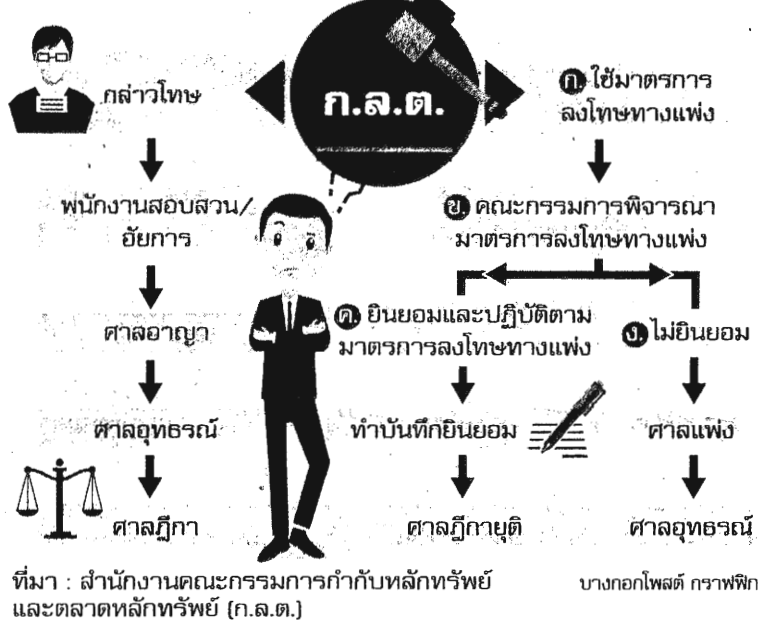 ก.ล.ต.
กล่าวโทษ
พนักงานสอบสวน/
อัยการ
ศาลอาญา
ศาลอุทธรณ์
ศาลฎีกา
ก. ใช้มาตรการ
ลงโทษทางแพ่ง
ข. คณะกรรมการพิจารณา
มาตรการลงโทษทางแพ่ง
ค. ยินยอมและปฏิบัติตาม
มาตรการลงโทษทางแพ่ง
ทำบันทึกยินยอม
ศาลฎีกายุติ
ง. ไม่ยินยอม
ศาลแพ่ง
ศาลอุทธรณ์
ที่มา : สำนักงานคณะกรรมการกำกับหลักทรัพย์
และตลาดหลักทรัพย์ (ก.ล.ต.)
บางกอกโพสต์ กราฟฟิก